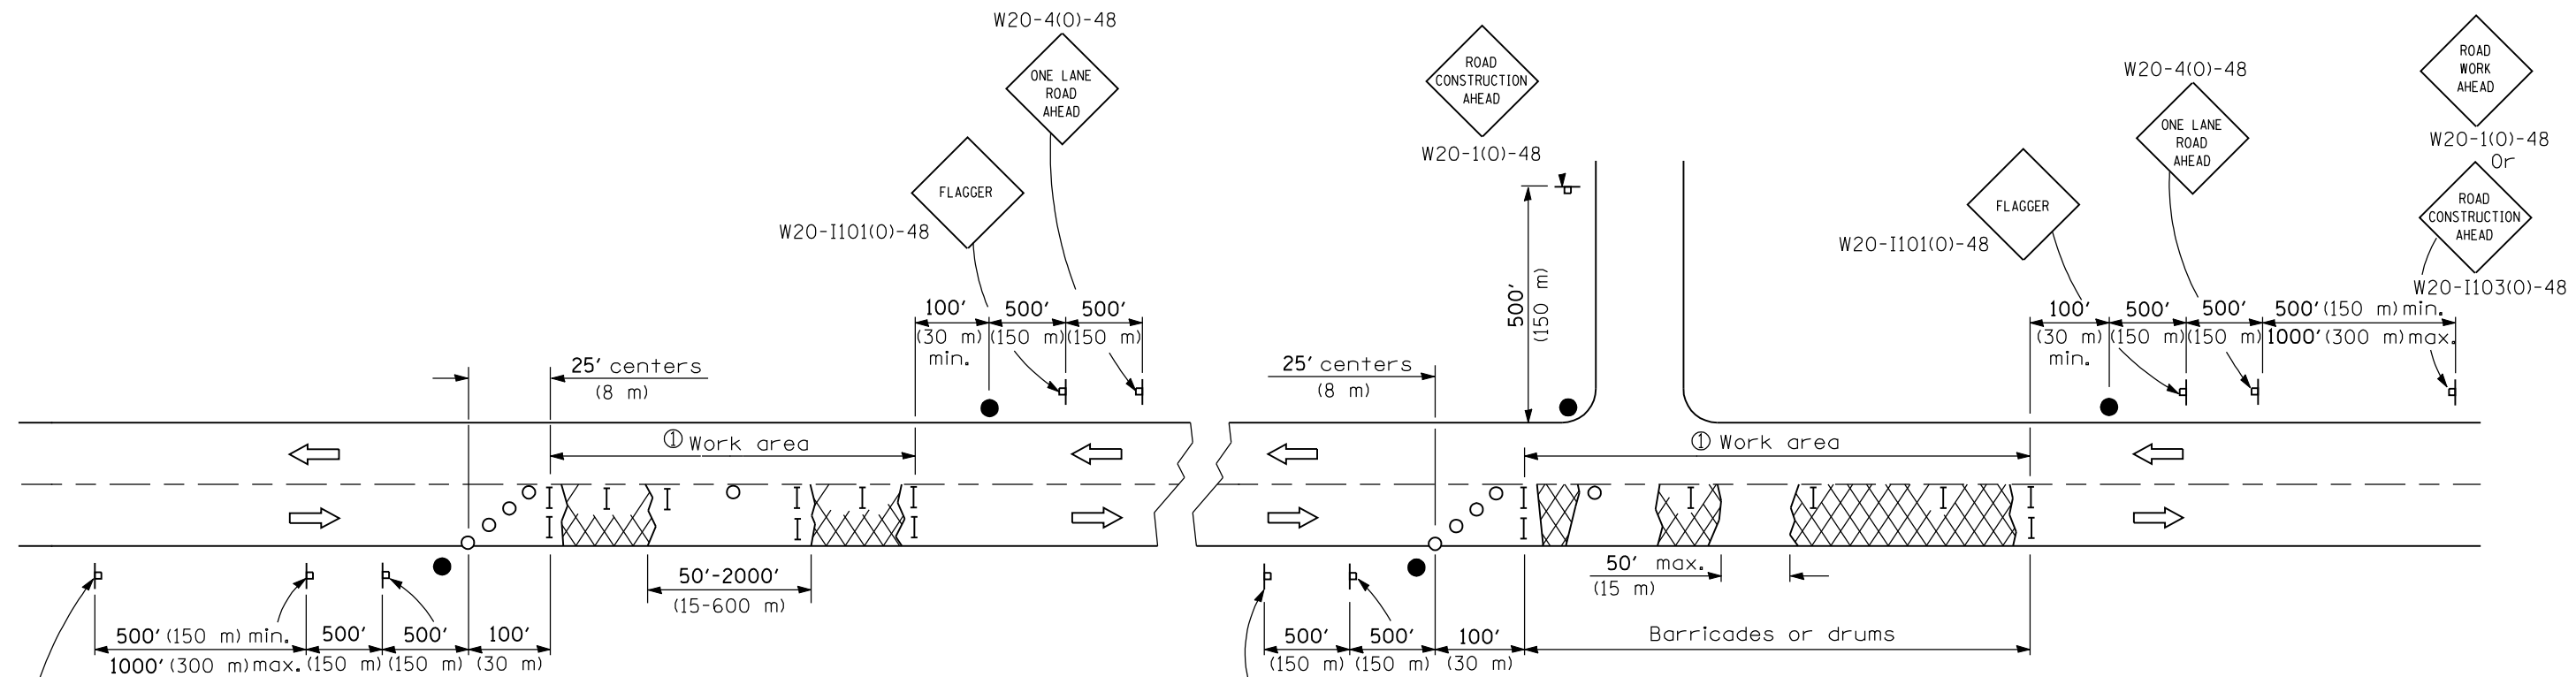 W20-4(O)-48
ONE LANE
ROAD
AHEAD
FLAGGER
W20-I101(O)-48
ROAD
CONSTRUCTION
AHEAD
W20-1(O)-48
W20-4(O)-48
ONE LANE
ROAD
AHEAD
FLAGGER
W20-I101(O)-48
ROAD
WORK
AHEAD
W20-1(O)-48
Or
ROAD
CONSTRUCTION
AHEAD
W20-I103(O)-48
100' 500' 500'
(30 m) (150 m) (150 m)
min.
500'
(150 m)
100' 500' 500' 500' (150 m) min.
(30 m) (150 m) (150 m) 1000' (300 m) max.
min.
25' centers
(8 m)
25' centers
(8 m)
① Work area
① Work area
50'-2000'
(15-600 m)
50' max.
(15 m)
500' (150 m) min. 500' 500' 100'
1000' (300 m) max. (150 m) (150 m) (30 m)
500' 500' 100'
(150 m) (150 m) (30 m)
Barricades or drums